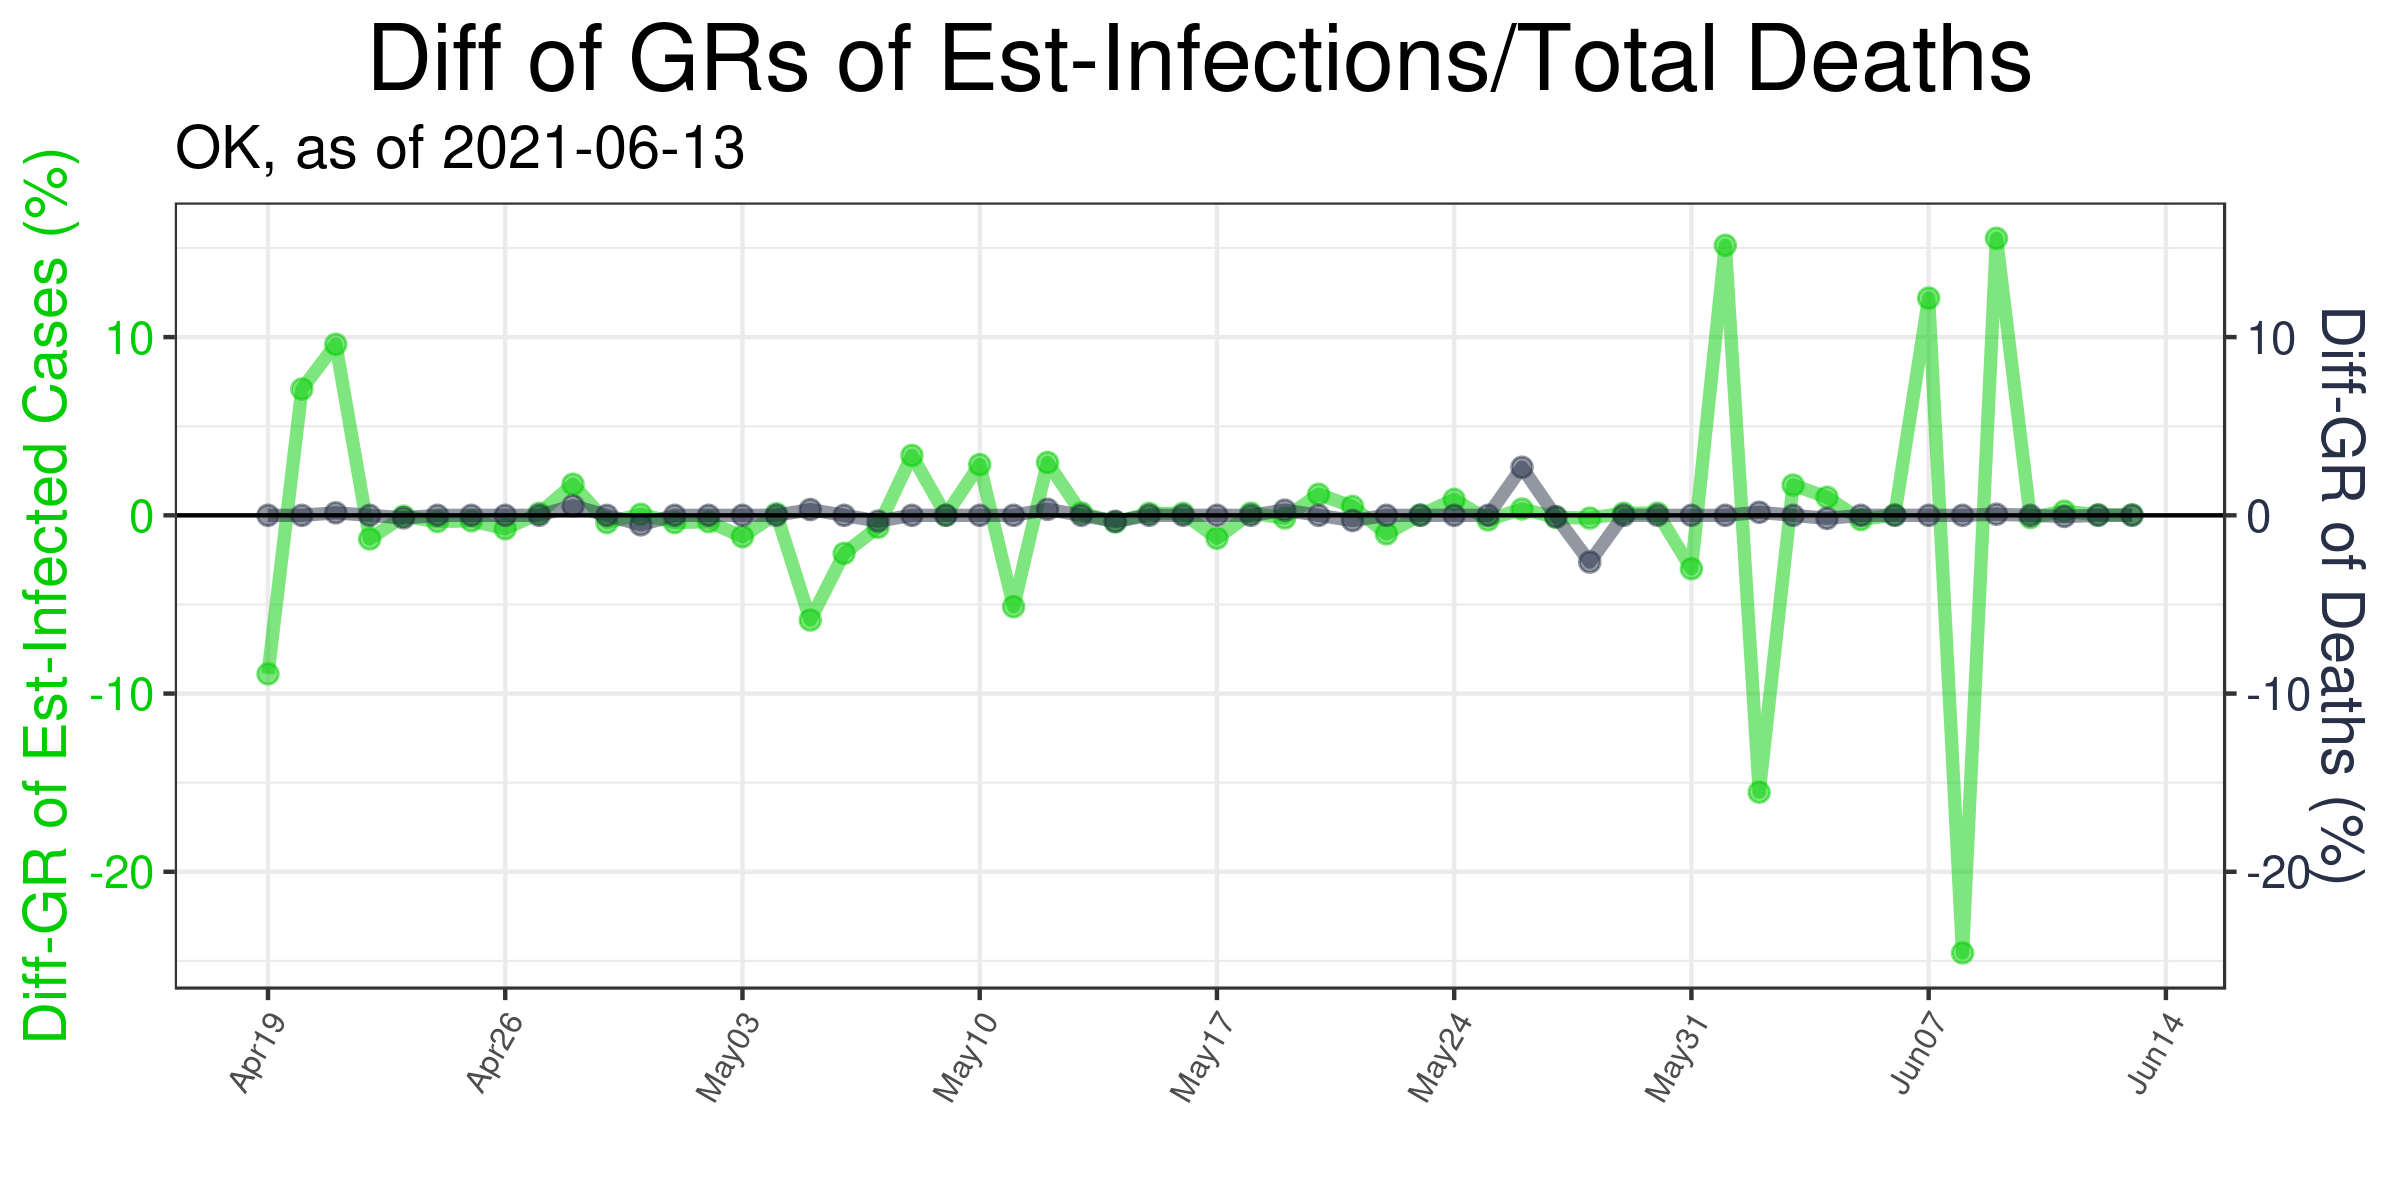 Diff of GRs of Est-Infections/Total Deaths
OK, as of 2021-06-13
Diff-GR of Est-Infected Cases (%)
10
0
-10
-20
10
0
-10
-20
Diff-GR of Deaths (%)
Apr19
Apr26
May03
May10
May17
May24
May31
Jun07
Jun14